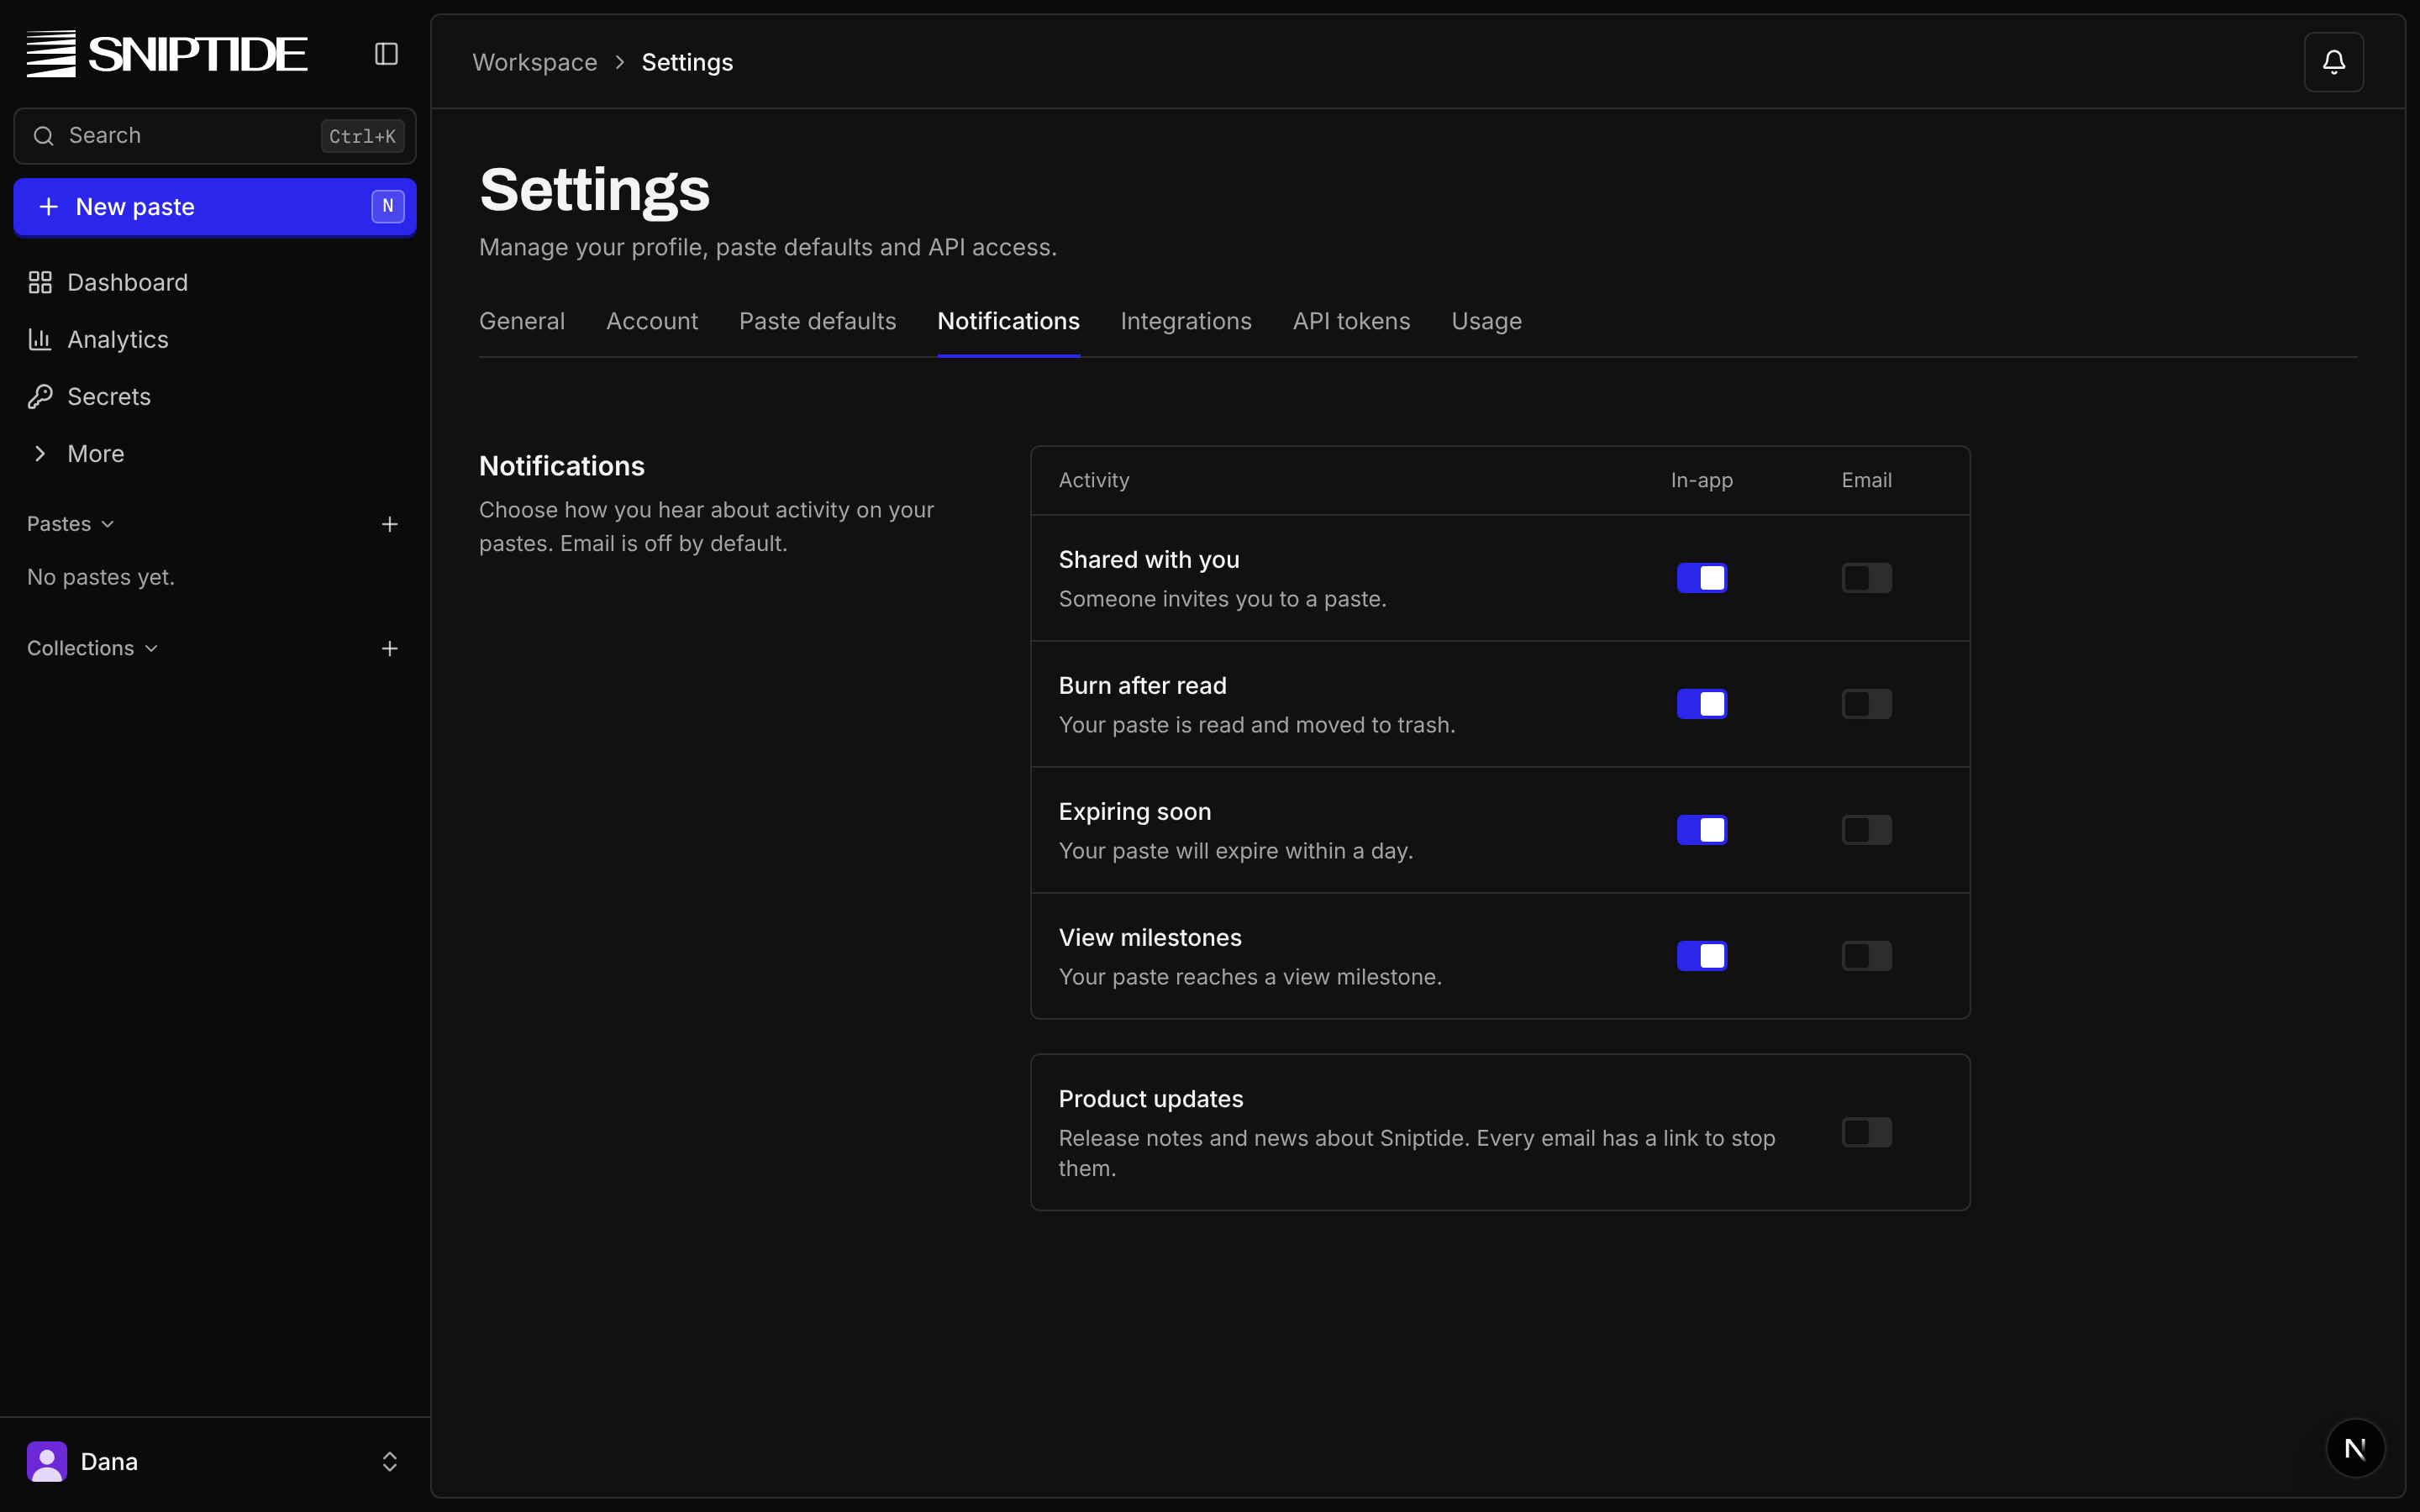 SNIPTIDE
Search Ctrl+K
New paste N
Dashboard
Analytics
Secrets
More
Pastes
No pastes yet.
Collections
Dana
Workspace Settings
Settings
Manage your profile, paste defaults and API access.
General Account Paste defaults Notifications Integrations API tokens Usage
Notifications
Choose how you hear about activity on your
pastes. Email is off by default.
Activity In-app Email
Shared with you
Someone invites you to a paste.
Burn after read
Your paste is read and moved to trash.
Expiring soon
Your paste will expire within a day.
View milestones
Your paste reaches a view milestone.
Product updates
Release notes and news about Sniptide. Every email has a link to stop
them.
N